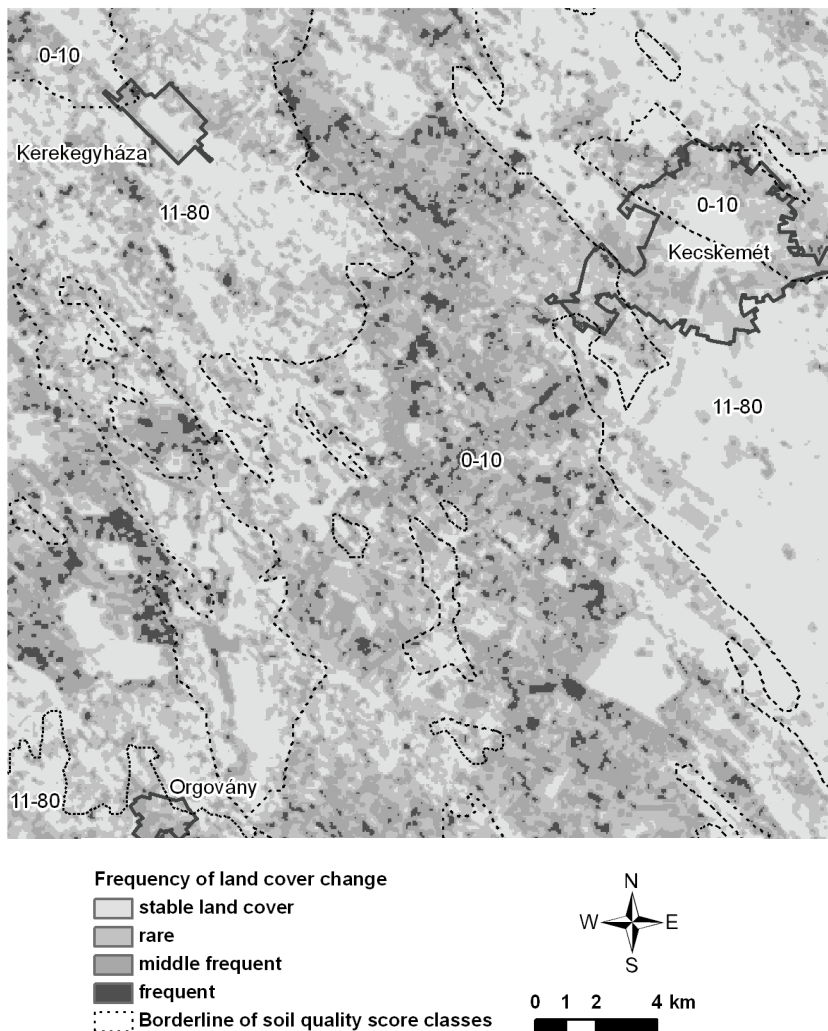 0-10
Kerekegyháza
11-80
0-10
Kecskemét
11-80
0-10
Orgovány
11-80
Frequency of land cover change
stable land cover
rare
middle frequent
frequent
Borderline of soil quality score classes
N
W E
S
0 1 2 4 km